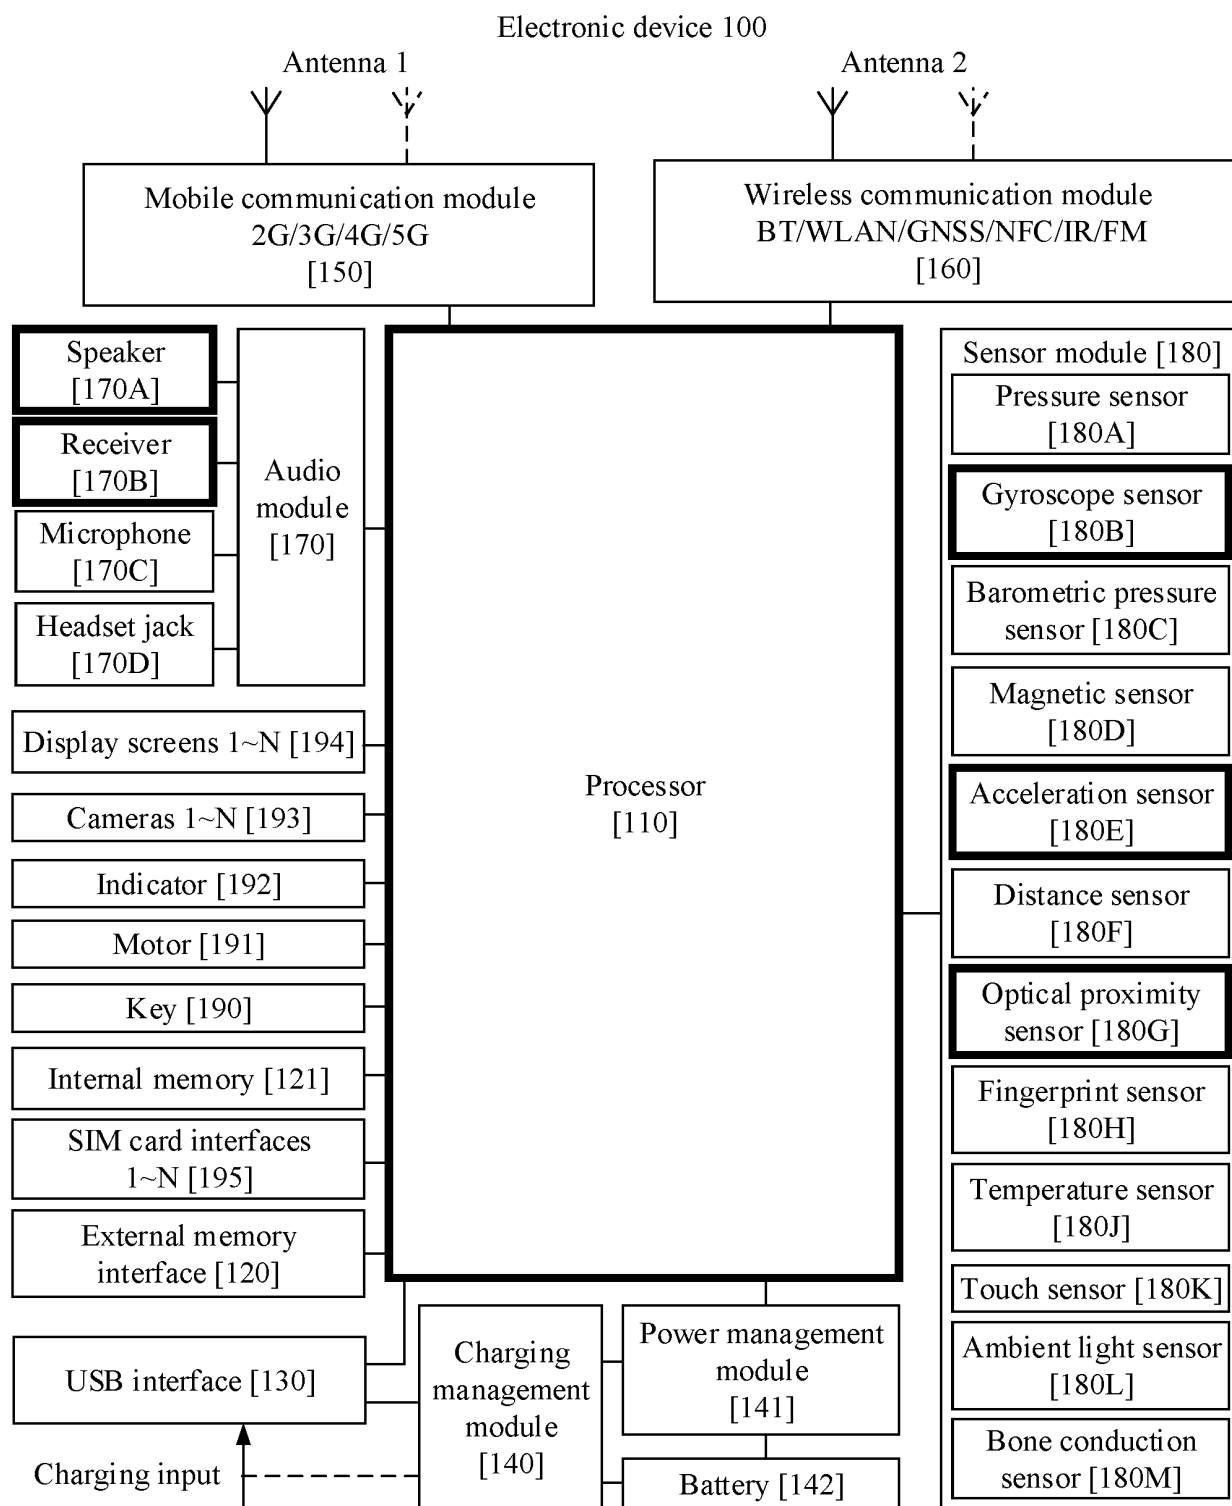 Electronic device 100
Antenna 1
Antenna 2
Mobile communication module
2G/3G/4G/5G
[150]
Wireless communication module
BT/WLAN/GNSS/NFC/IR/FM
[160]
Speaker
[170A]
Receiver
[170B]
Microphone
[170C]
Headset jack
[170D]
Audio
module
[170]
Display screens 1~N [194]
Cameras 1~N [193]
Indicator [192]
Motor [191]
Key [190]
Internal memory [121]
SIM card interfaces
1~N [195]
External memory
interface [120]
USB interface [130]
Charging input
Processor
[110]
Charging
management
module
[140]
Power management
module
[141]
Battery [142]
Sensor module [180]
Pressure sensor
[180A]
Gyroscope sensor
[180B]
Barometric pressure
sensor [180C]
Magnetic sensor
[180D]
Acceleration sensor
[180E]
Distance sensor
[180F]
Optical proximity
sensor [180G]
Fingerprint sensor
[180H]
Temperature sensor
[180J]
Touch sensor [180K]
Ambient light sensor
[180L]
Bone conduction
sensor [180M]